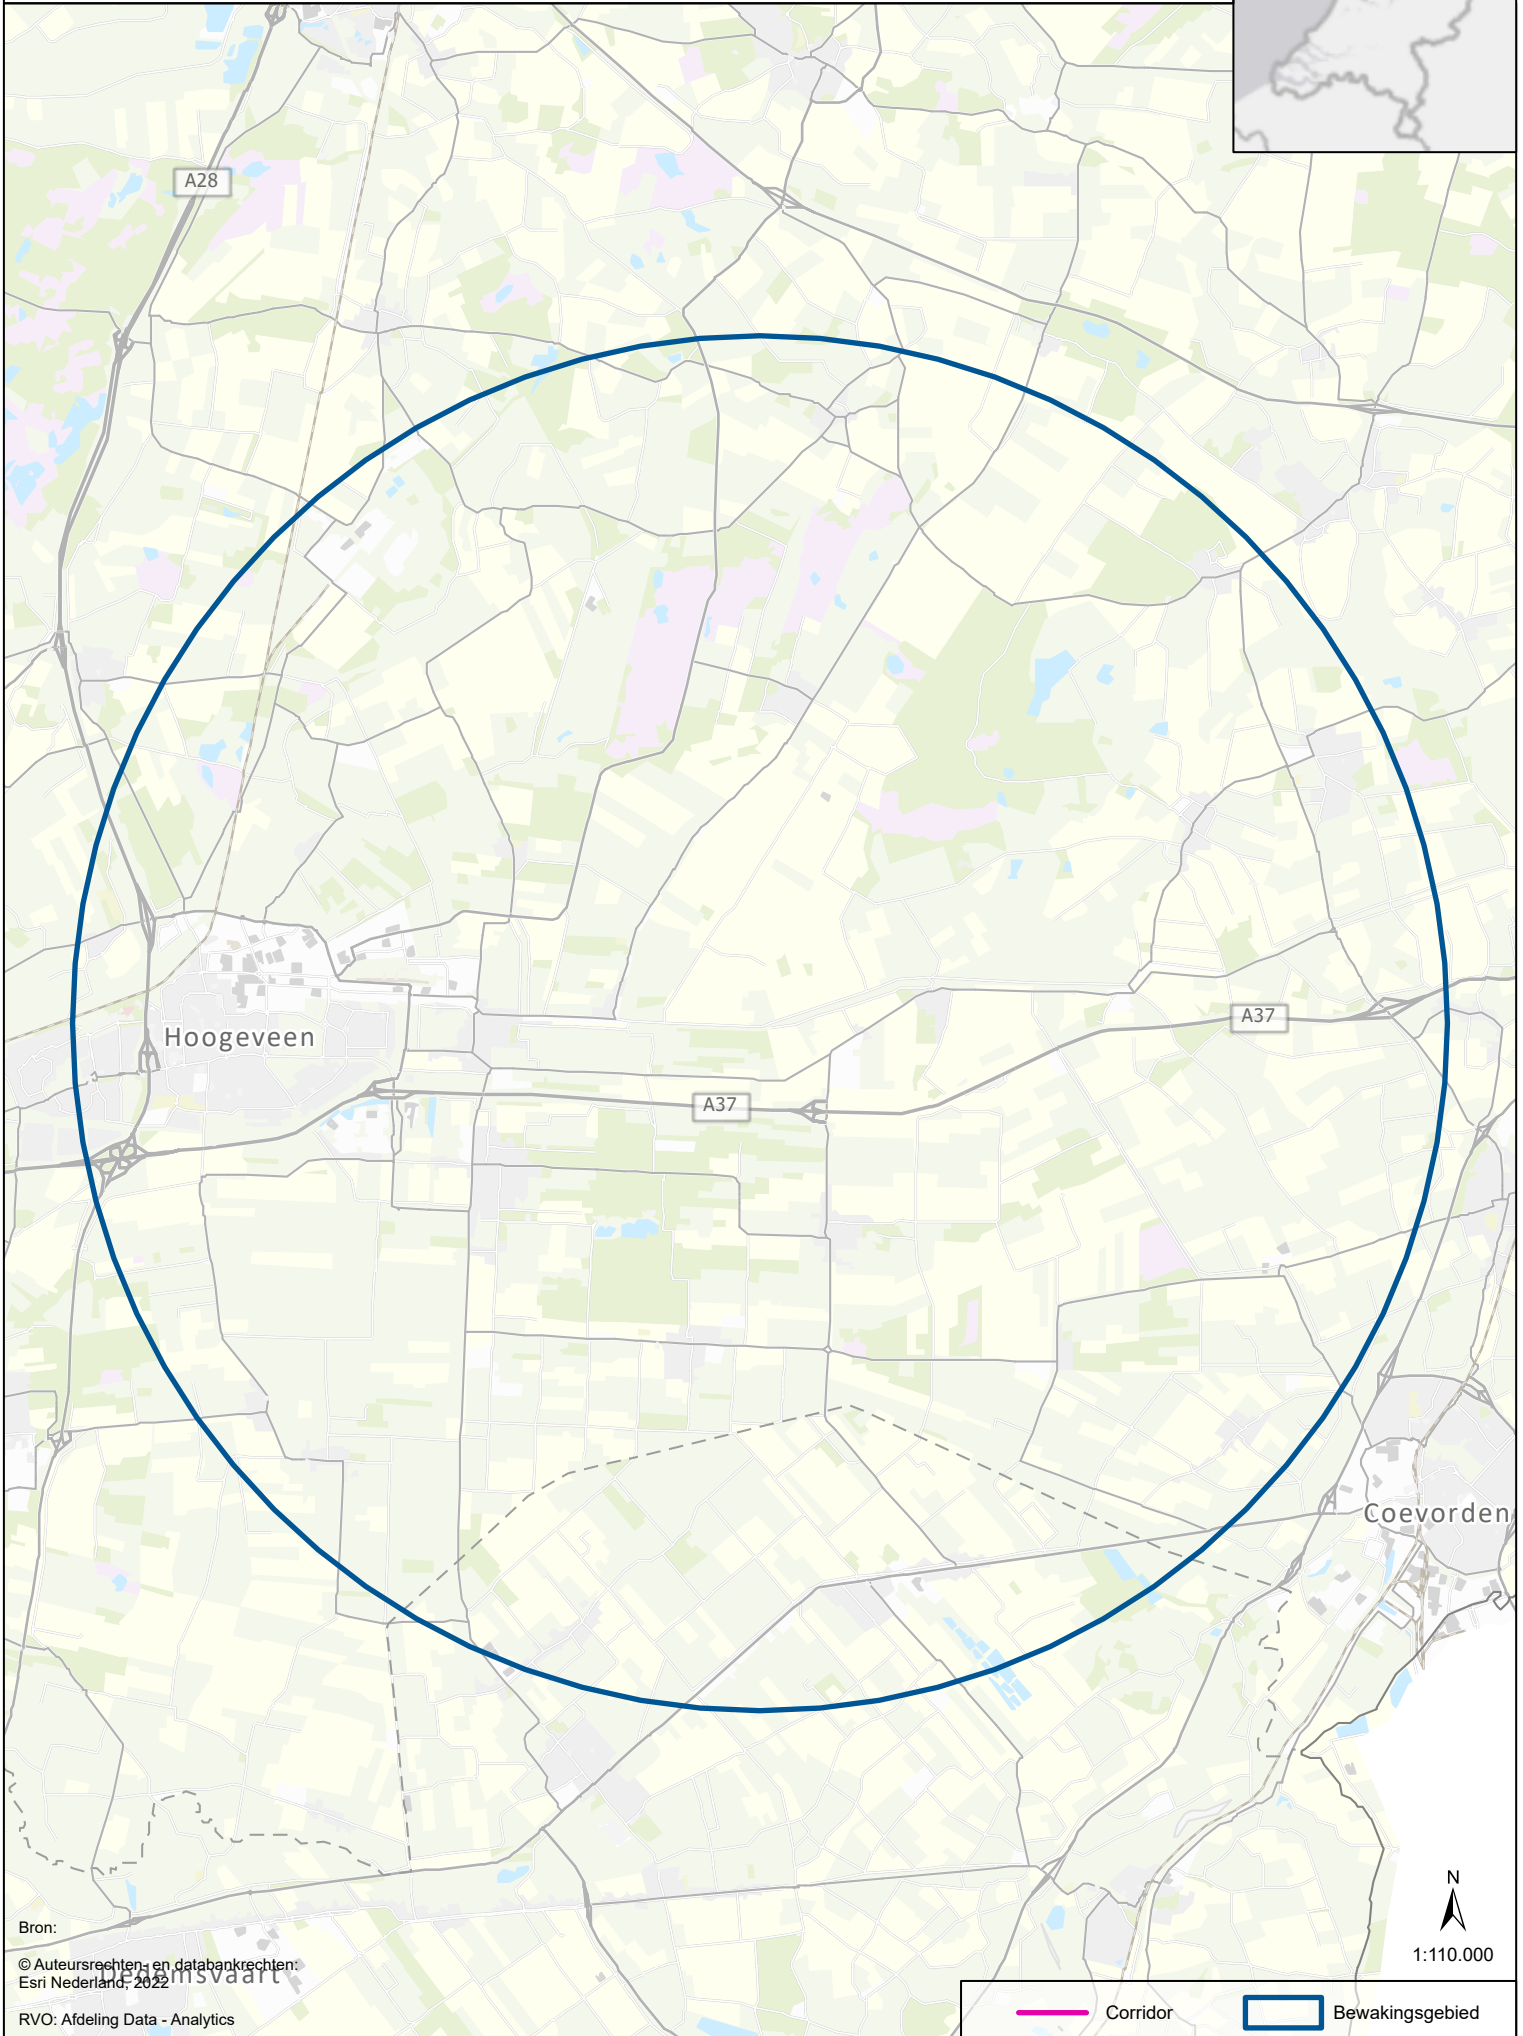 A28
Hoogeveen
A37
A37
Coevorden
Dedemsvaart
Bron:
© Auteursrechten- en databankrechten:
Esri Nederland, 2022
RVO: Afdeling Data - Analytics
N
1:110.000
Corridor
Bewakingsgebied